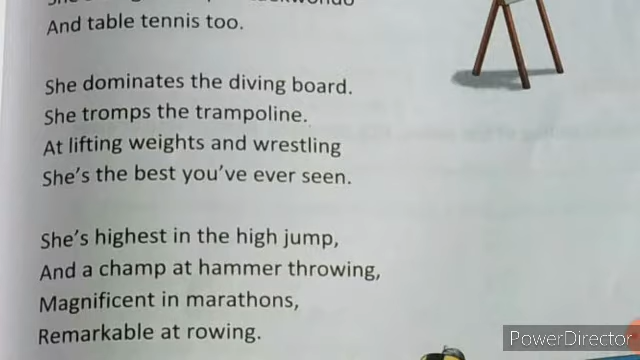 And table tennis too.
She dominates the diving board.
She tromps the trampoline.
At lifting weights and wrestling
She's the best you've ever seen.
She's highest in the high jump,
And a champ at hammer throwing,
Magnificent in marathons,
Remarkable at rowing.
PowerDirector